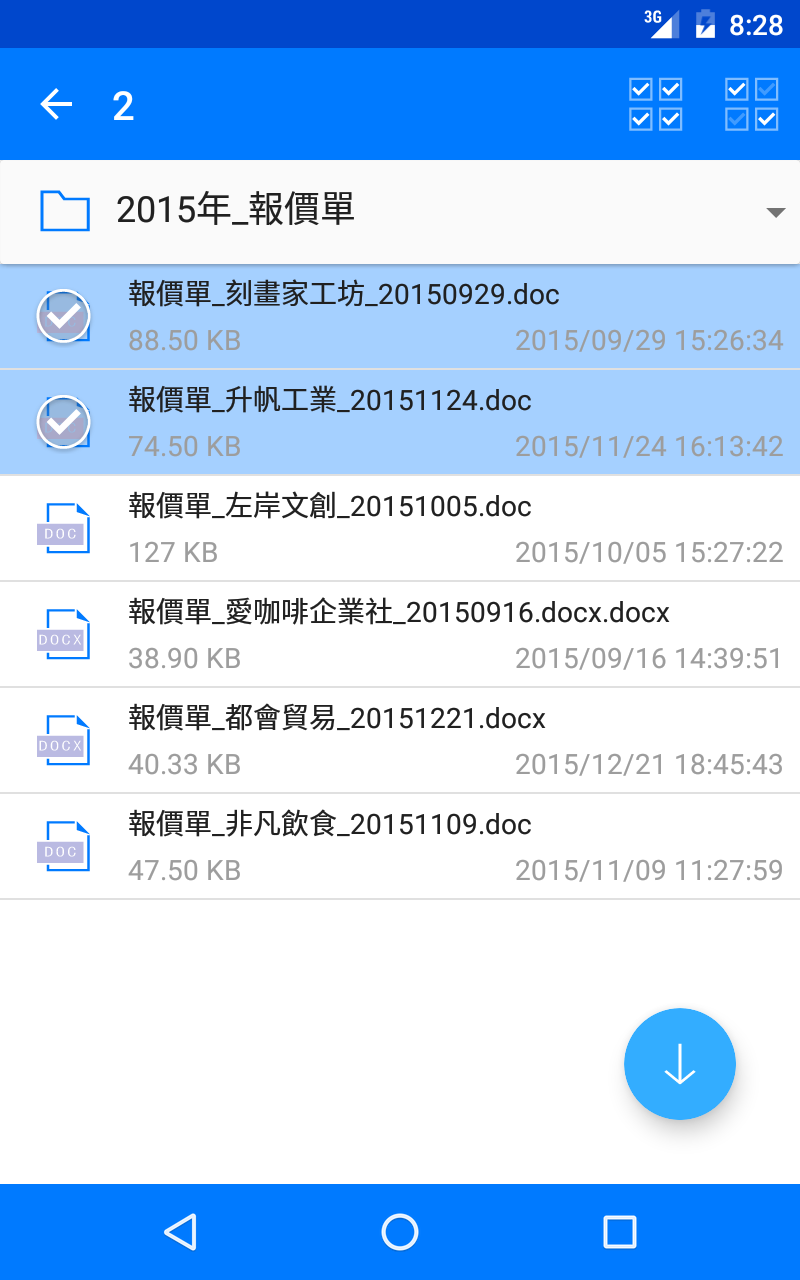 3G 8:28
2
2015年_報價單
報價單_刻畫家工坊_20150929.doc
88.50 KB 2015/09/29 15:26:34
報價單_升帆工業_20151124.doc
74.50 KB 2015/11/24 16:13:42
報價單_左岸文創_20151005.doc
DOC
127 KB 2015/10/05 15:27:22
報價單_愛咖啡企業社_20150916.docx.docx
DOCX
38.90 KB 2015/09/16 14:39:51
報價單_都會貿易_20151221.docx
DOCX
40.33 KB 2015/12/21 18:45:43
報價單_非凡飲食_20151109.doc
DOC
47.50 KB 2015/11/09 11:27:59